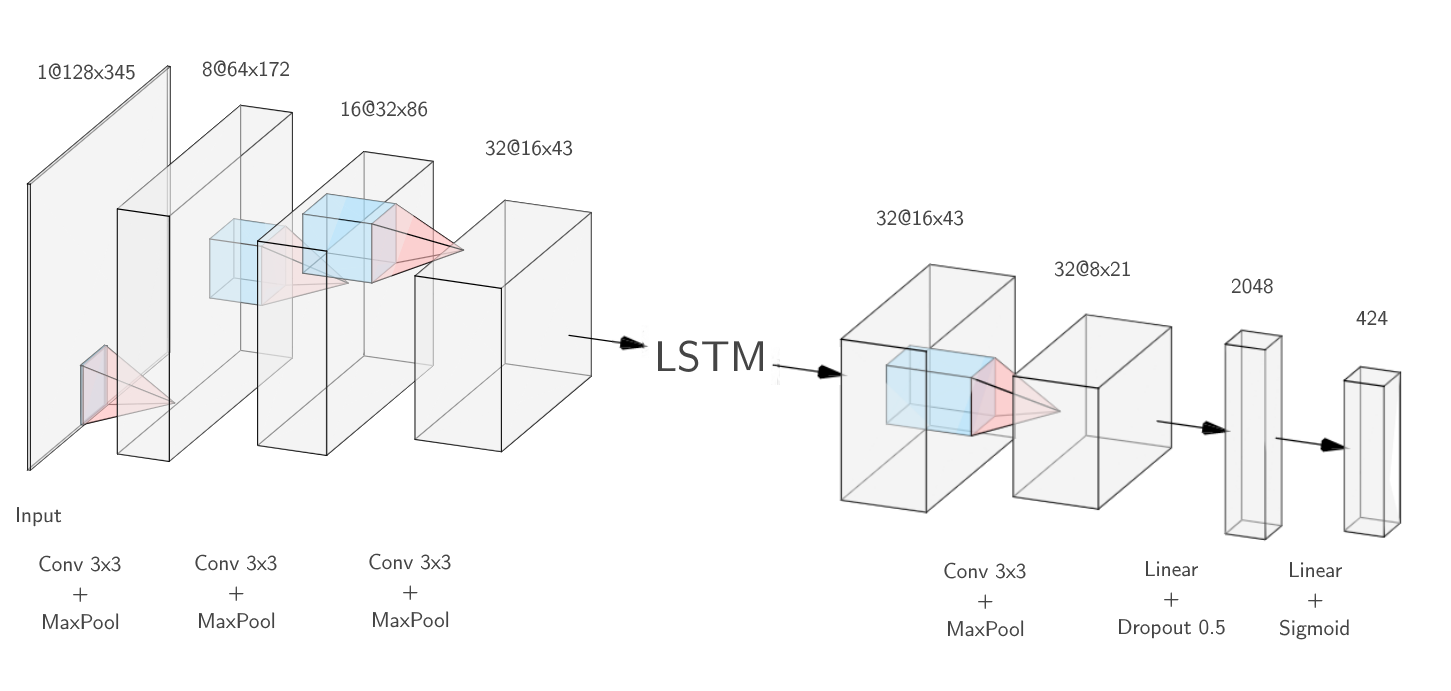 1@128x345
8@64x172
16@32x86
32@16x43
LSTM
32@16x43
32@8x21
2048
424
Input
Conv 3x3
+
MaxPool
Conv 3x3
+
MaxPool
Conv 3x3
+
MaxPool
Conv 3x3
+
MaxPool
Linear
+
Dropout 0.5
Linear
+
Sigmoid